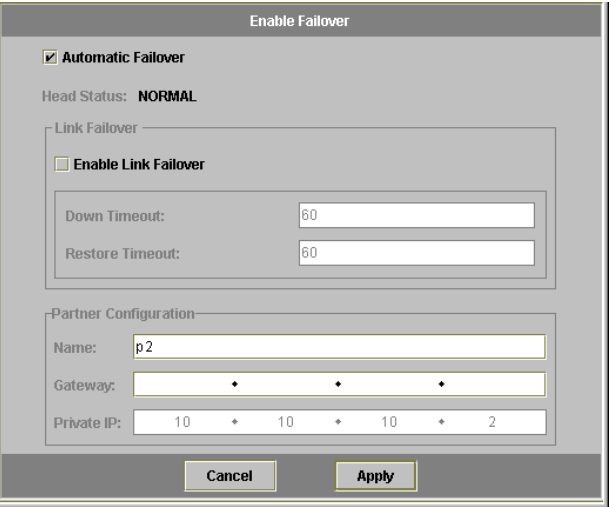 Enable Failover
Automatic Failover
Head Status: NORMAL
Link Failover
Enable Link Failover
Down Timeout: 60
Restore Timeout: 60
Partner Configuration
Name: p2
Gateway:
Private IP: 10 10 10 2
Cancel Apply